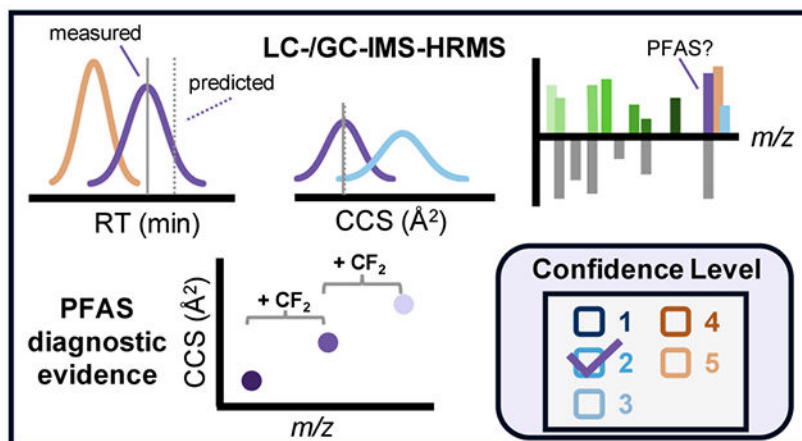 LC-/GC-IMS-HRMS
measured
predicted
RT (min)
CCS (Å²)
PFAS?
m/z
PFAS
diagnostic
evidence
CCS (Å²)
+ CF₂
+ CF₂
m/z
Confidence Level
1
4
2
5
3